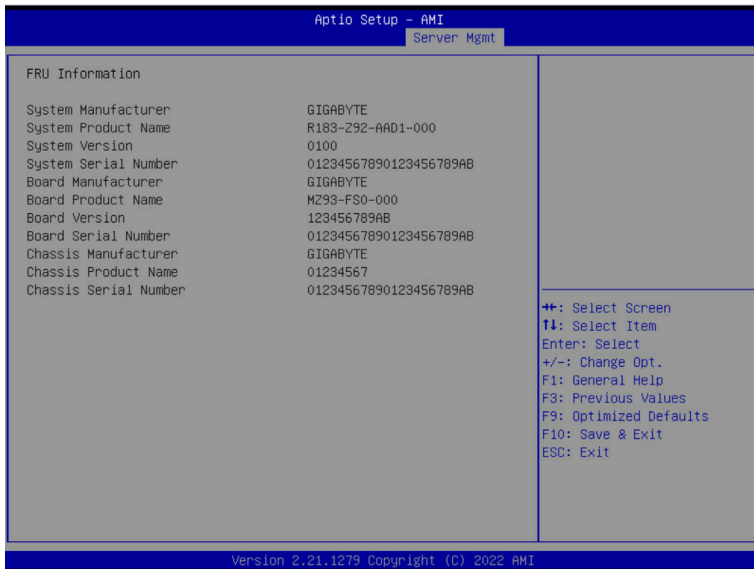 Aptio Setup – AMI
Server Mgmt
FRU Information
System Manufacturer GIGABYTE
System Product Name R183-Z92-AAD1-000
System Version 0100
System Serial Number 01234567890123456789AB
Board Manufacturer GIGABYTE
Board Product Name MZ93-FS0-000
Board Version 123456789AB
Board Serial Number 01234567890123456789AB
Chassis Manufacturer GIGABYTE
Chassis Product Name 01234567
Chassis Serial Number 01234567890123456789AB
→←: Select Screen
↑↓: Select Item
Enter: Select
+/-: Change Opt.
F1: General Help
F3: Previous Values
F9: Optimized Defaults
F10: Save & Exit
ESC: Exit
Version 2.21.1279 Copyright (C) 2022 AMI